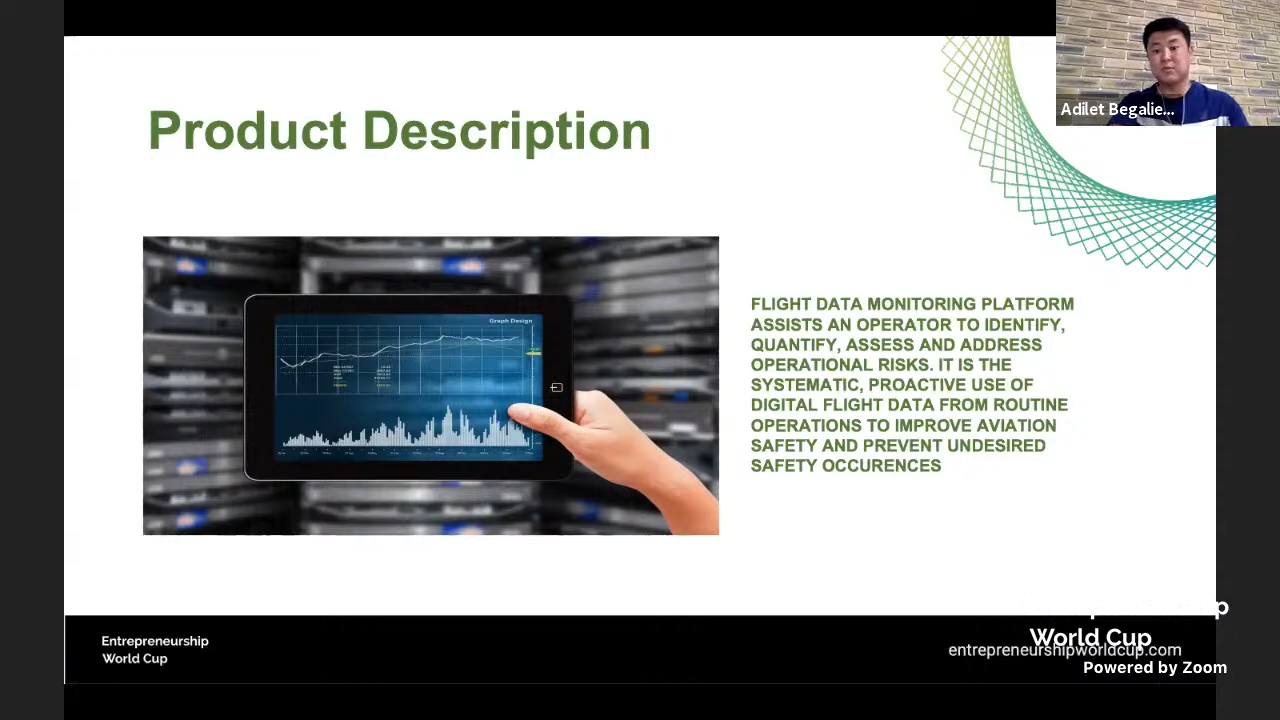 Adilet Begalie...
Product Description
Graph Design
FLIGHT DATA MONITORING PLATFORM
ASSISTS AN OPERATOR TO IDENTIFY,
QUANTIFY, ASSESS AND ADDRESS
OPERATIONAL RISKS. IT IS THE
SYSTEMATIC, PROACTIVE USE OF
DIGITAL FLIGHT DATA FROM ROUTINE
OPERATIONS TO IMPROVE AVIATION
SAFETY AND PREVENT UNDESIRED
SAFETY OCCURENCES
Entrepreneurship
World Cup
World Cup
entrepreneurshipworldcup.com
Powered by Zoom